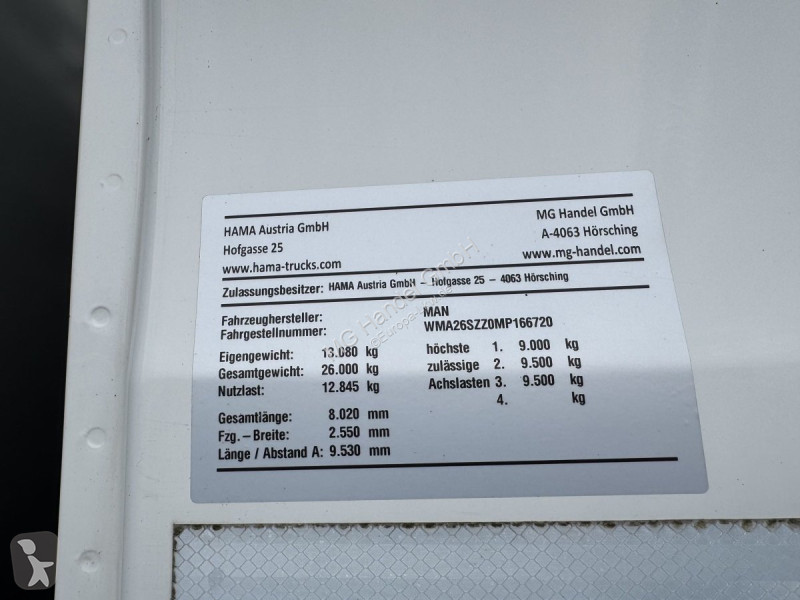 HAMA Austria GmbH
Hofgasse 25
www.hama-trucks.com
MG Handel GmbH
A-4063 Hörsching
www.mg-handel.com
Zulassungsbesitzer: HAMA Austria GmbH – Hofgasse 25 – 4063 Hörsching
Fahrzeughersteller: MAN
Fahrgestellnummer: WMA26SZZ0MP166720
Eigengewicht: 13.080 kg
Gesamtgewicht: 26.000 kg
Nutzlast: 12.845 kg
höchste 1. 9.000 kg
zulässige 2. 9.500 kg
Achslasten 3. 9.500 kg
4. kg
Gesamtlänge: 8.020 mm
Fzg.-Breite: 2.550 mm
Länge / Abstand A: 9.530 mm
MG Handel GmbH